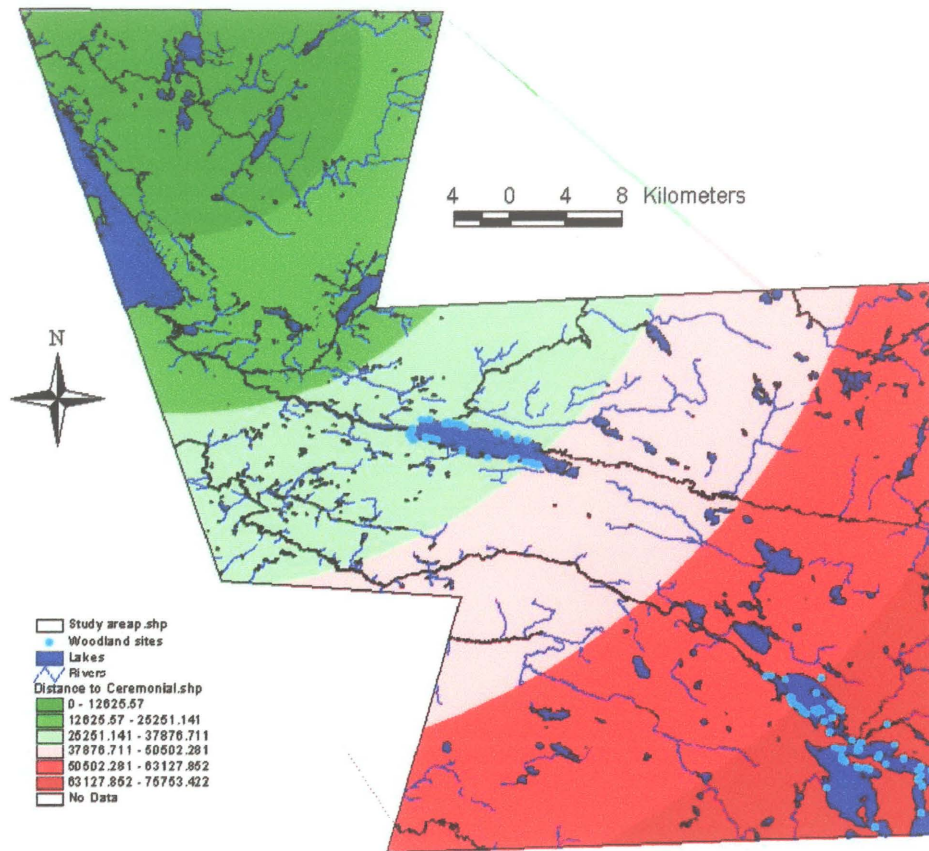 4 0 4 8 Kilometers
N
Study areap.shp
Woodland sites
Lakes
Rivers
Distance to Ceremonial.shp
0 - 12625.57
12625.57 - 25251.141
25251.141 - 37876.711
37876.711 - 50502.281
50502.281 - 63127.852
63127.852 - 75753.422
No Data